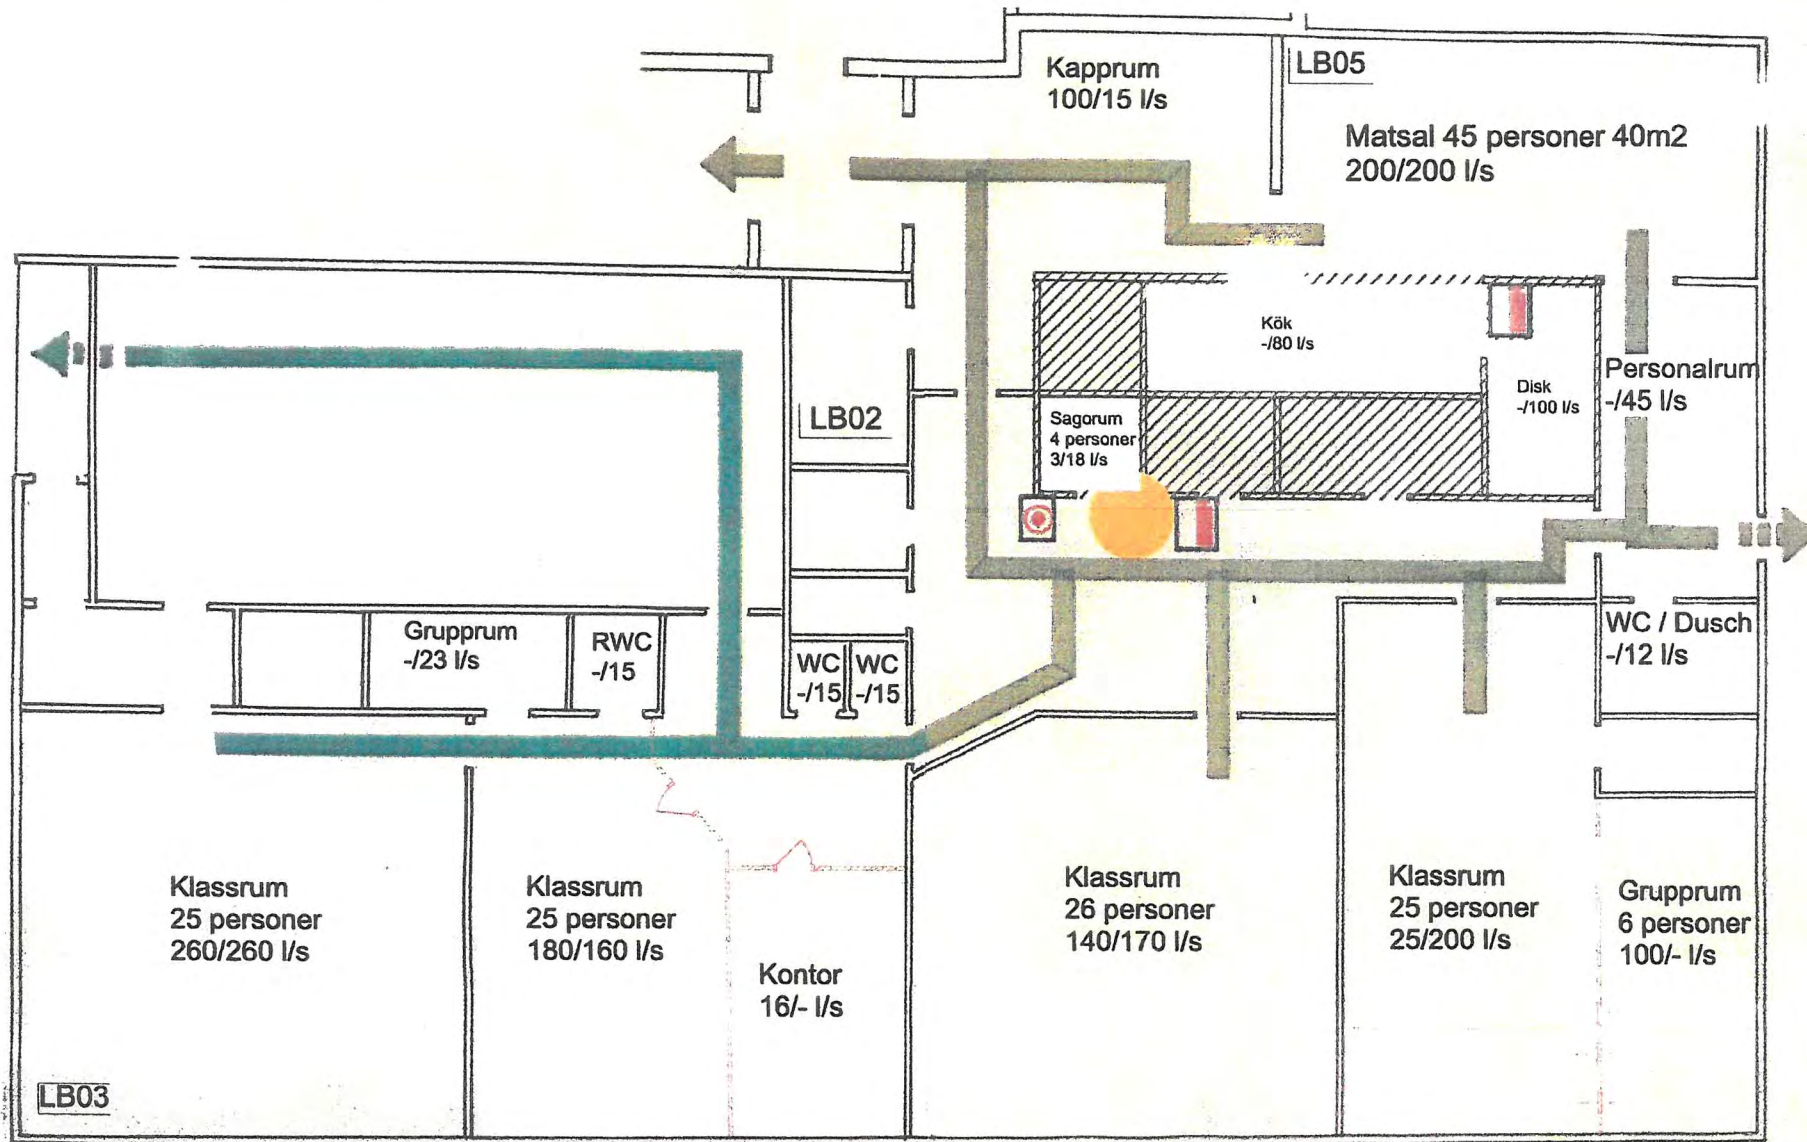 Kapprum
100/15 l/s
LB05
Matsal 45 personer 40m2
200/200 l/s
Kök
-/80 l/s
Disk
-/100 l/s
Personalrum
-/45 l/s
LB02
Sagorum
4 personer
3/18 l/s
Grupprum
-/23 l/s
RWC
-/15
WC
-/15
WC
-/15
WC / Dusch
-/12 l/s
Klassrum
25 personer
260/260 l/s
Klassrum
25 personer
180/160 l/s
Kontor
16/- l/s
Klassrum
26 personer
140/170 l/s
Klassrum
25 personer
25/200 l/s
Grupprum
6 personer
100/- l/s
LB03